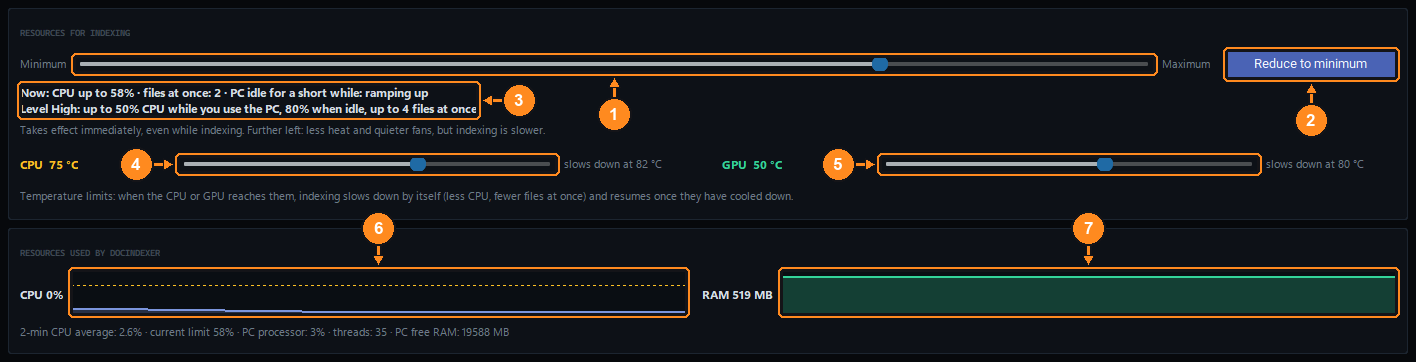 RESOURCES FOR INDEXING
Minimum
Maximum
Reduce to minimum
Now: CPU up to 58% · files at once: 2 · PC idle for a short while: ramping up
Level High: up to 50% CPU while you use the PC, 80% when idle, up to 4 files at once
3
1
2
Takes effect immediately, even while indexing. Further left: less heat and quieter fans, but indexing is slower.
CPU 75 °C
4
slows down at 82 °C
GPU 50 °C
5
slows down at 80 °C
Temperature limits: when the CPU or GPU reaches them, indexing slows down by itself (less CPU, fewer files at once) and resumes once they have cooled down.
6
7
RESOURCES USED BY DOCINDEXER
CPU 0%
RAM 519 MB
2-min CPU average: 2.6% · current limit 58% · PC processor: 3% · threads: 35 · PC free RAM: 19588 MB